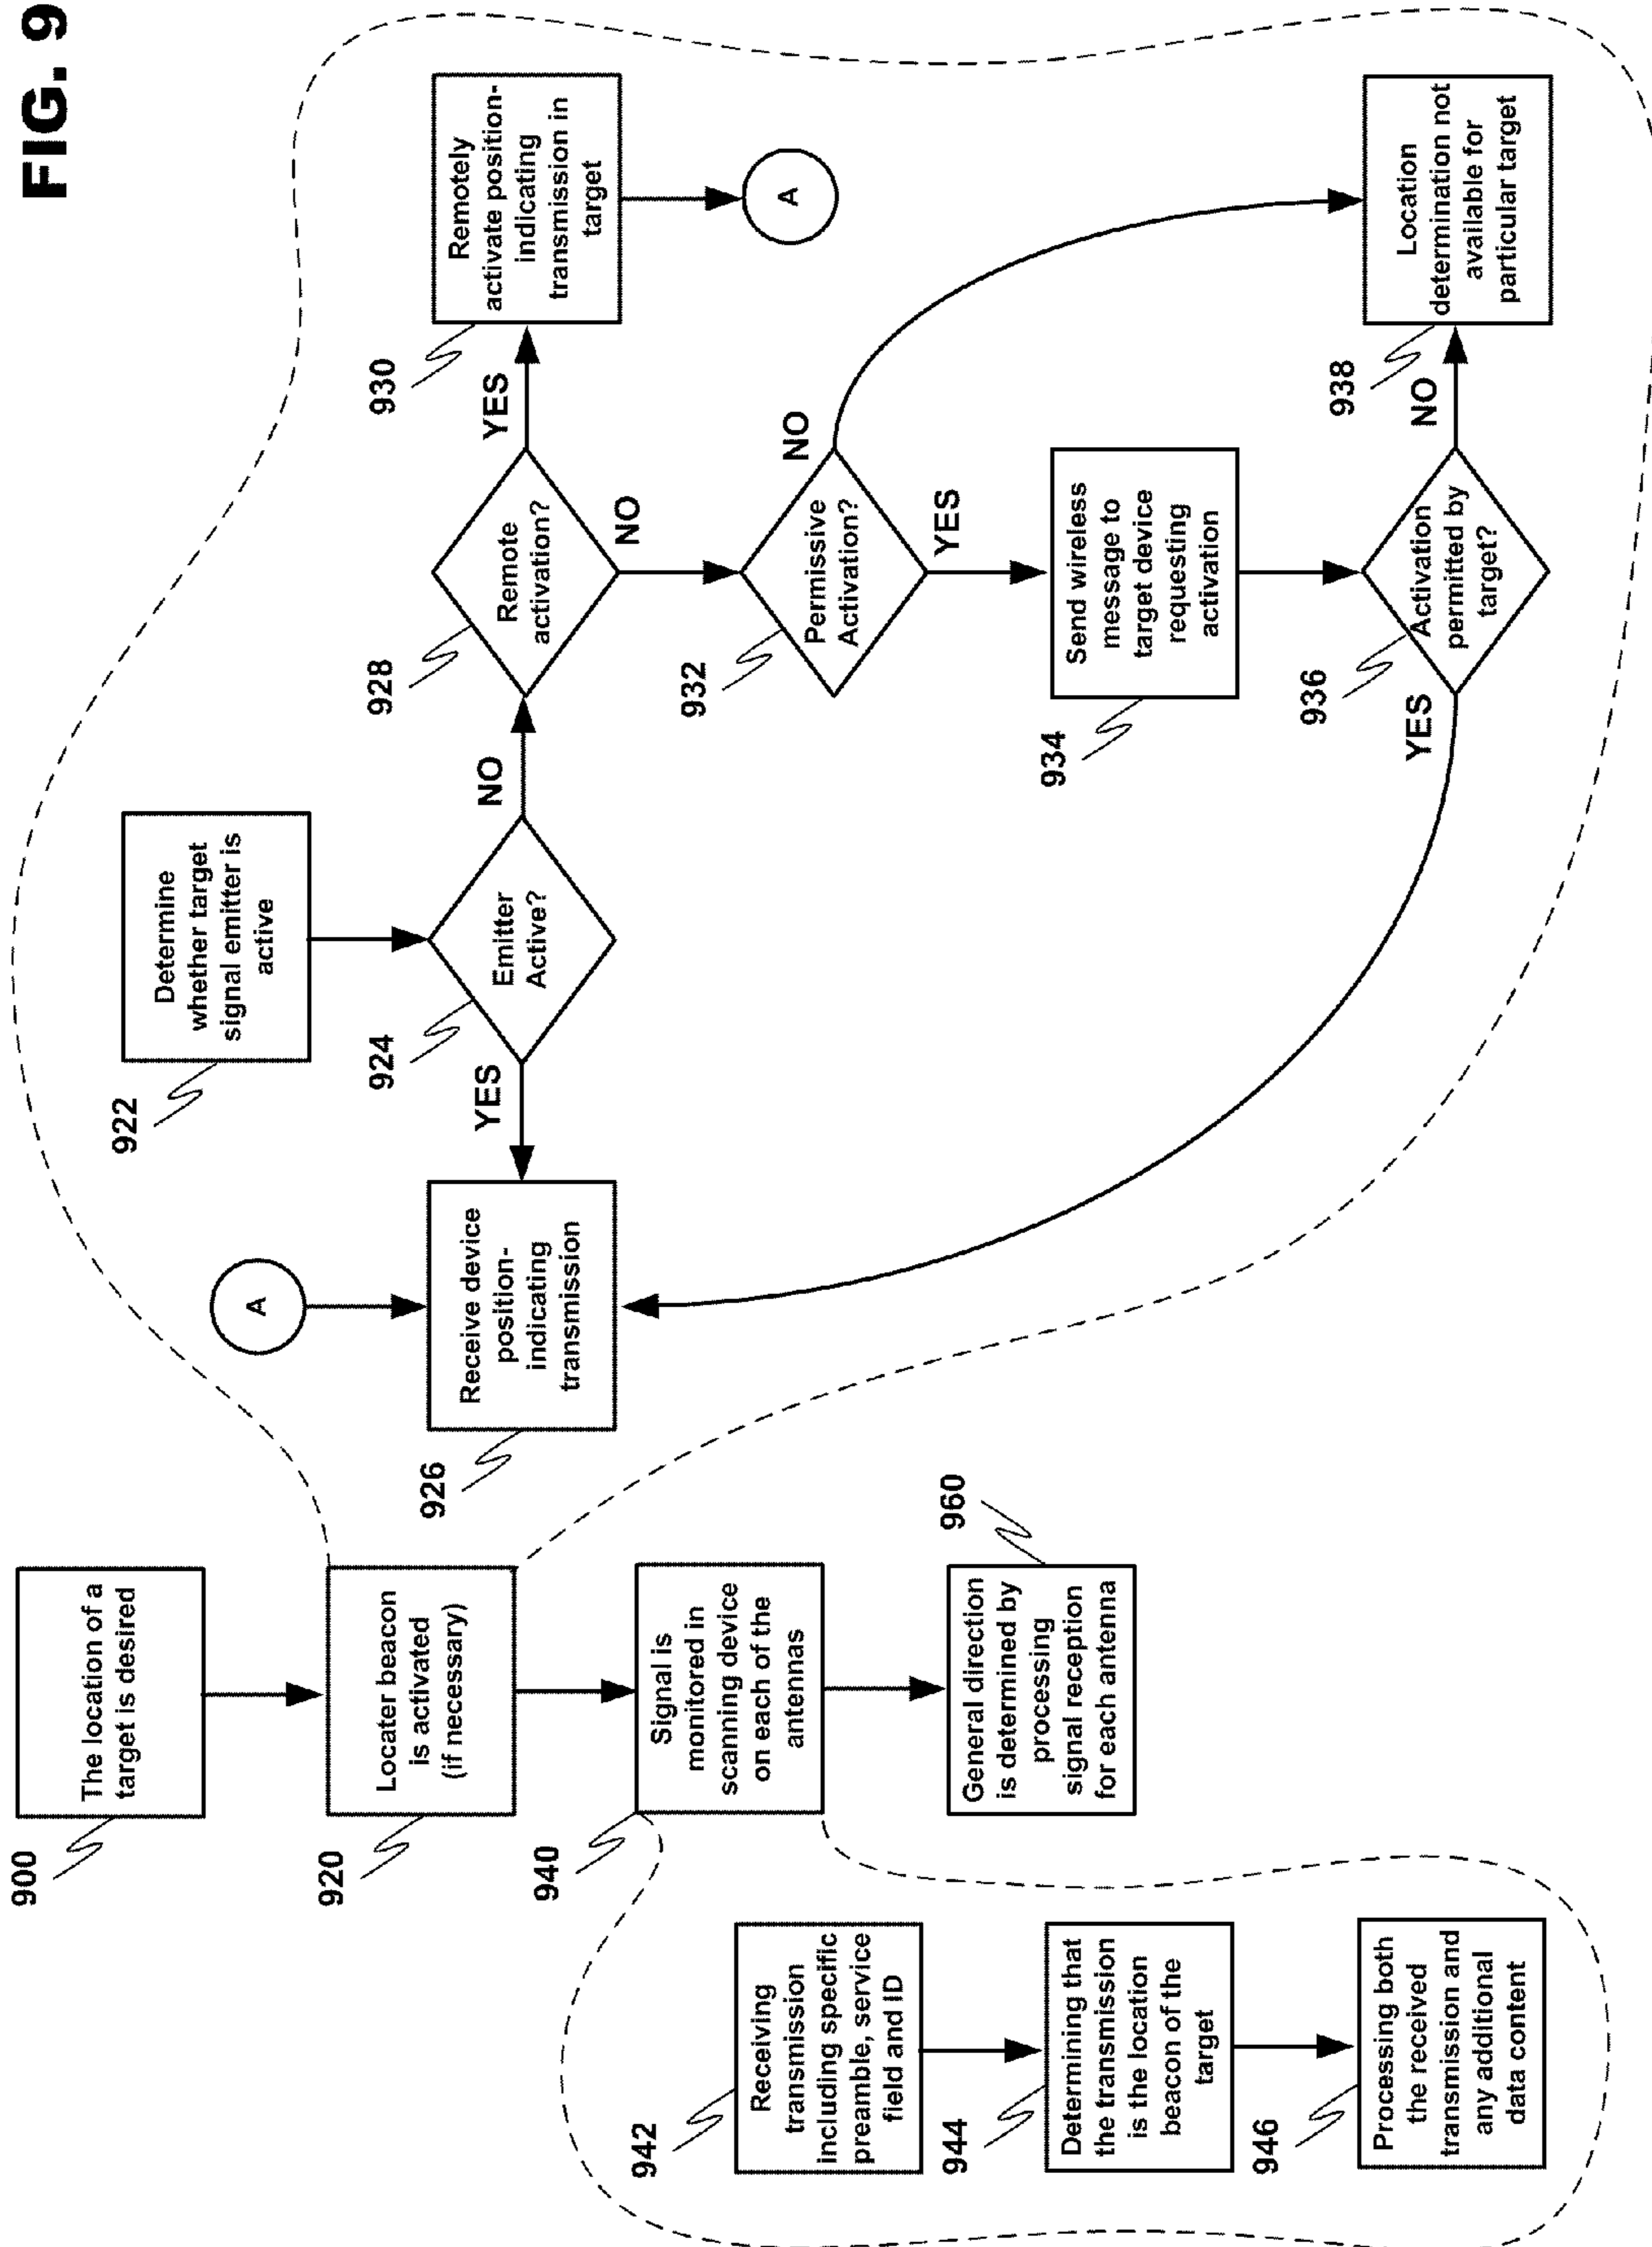 FIG. 9
900
The location of a
target is desired
920
Locater beacon
is activated
(if necessary)
940
Signal is
monitored in
scanning device
on each of the
antennas
960
General direction
is determined by
processing
signal reception
for each antenna
922
Determine
whether target
signal emitter is
active
924
Emitter
Active?
YES
NO
A
926
Receive device
position-
indicating
transmission
928
Remote
activation?
YES
NO
930
Remotely
activate position-
indicating
transmission in
target
A
932
Permissive
Activation?
NO
YES
934
Send wireless
message to
target device
requesting
activation
936
Activation
permitted by
target?
YES
NO
938
Location
determination not
available for
particular target
942
Receiving
transmission
including specific
preamble, service
field and ID
944
Determining that
the transmission
is the location
beacon of the
target
946
Processing both
the received
transmission and
any additional
data content